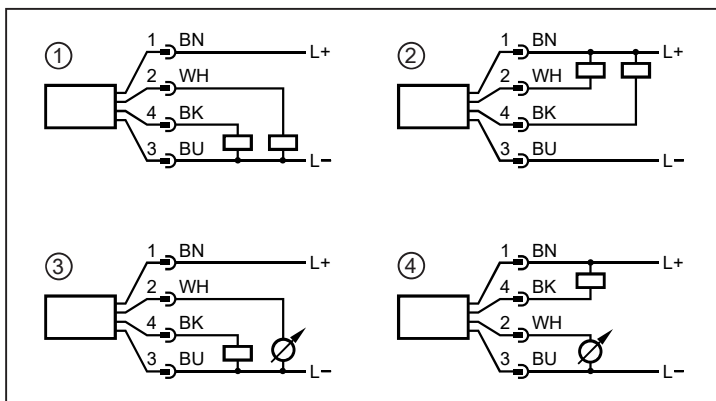 ①
1 BN L+
2 WH
4 BK
3 BU L−
②
1 BN L+
2 WH
4 BK
3 BU L−
③
1 BN L+
2 WH
4 BK
3 BU L−
④
1 BN L+
4 BK
2 WH
3 BU L−